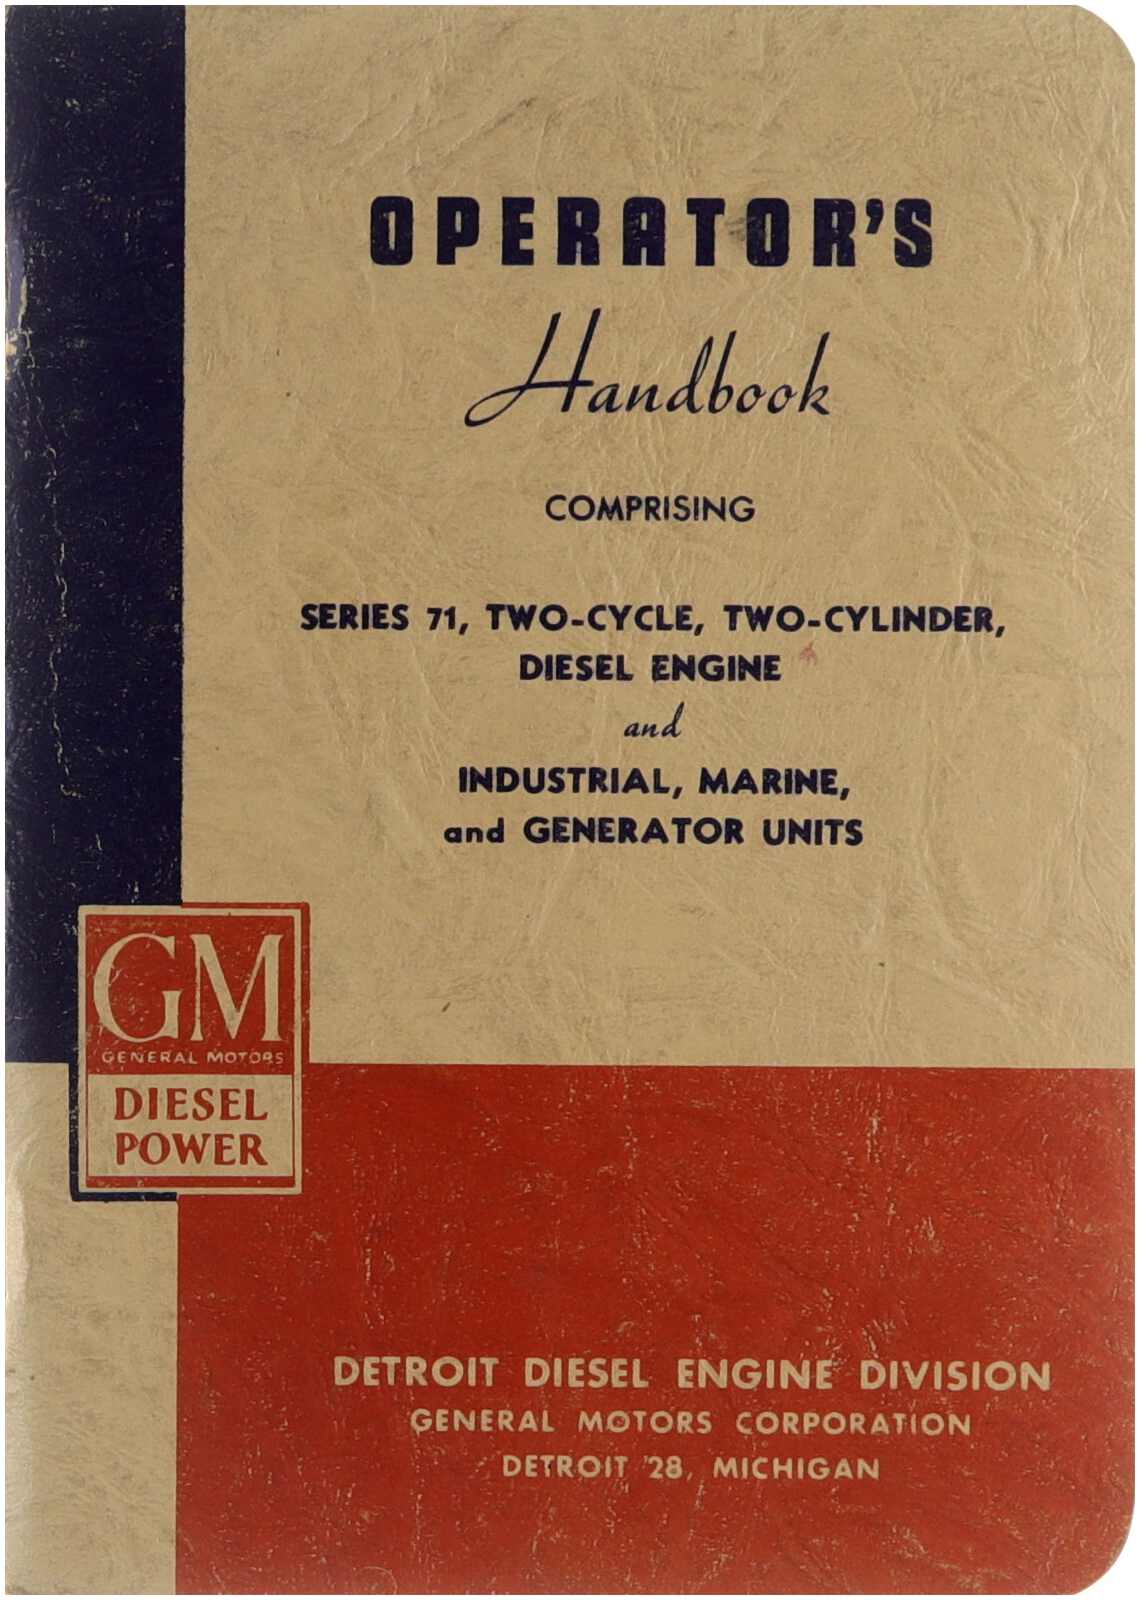 OPERATOR'S
Handbook
COMPRISING
SERIES 71, TWO-CYCLE, TWO-CYLINDER,
DIESEL ENGINE
and
INDUSTRIAL, MARINE,
and GENERATOR UNITS
GM
GENERAL MOTORS
DIESEL
POWER
DETROIT DIESEL ENGINE DIVISION
GENERAL MOTORS CORPORATION
DETROIT 28, MICHIGAN